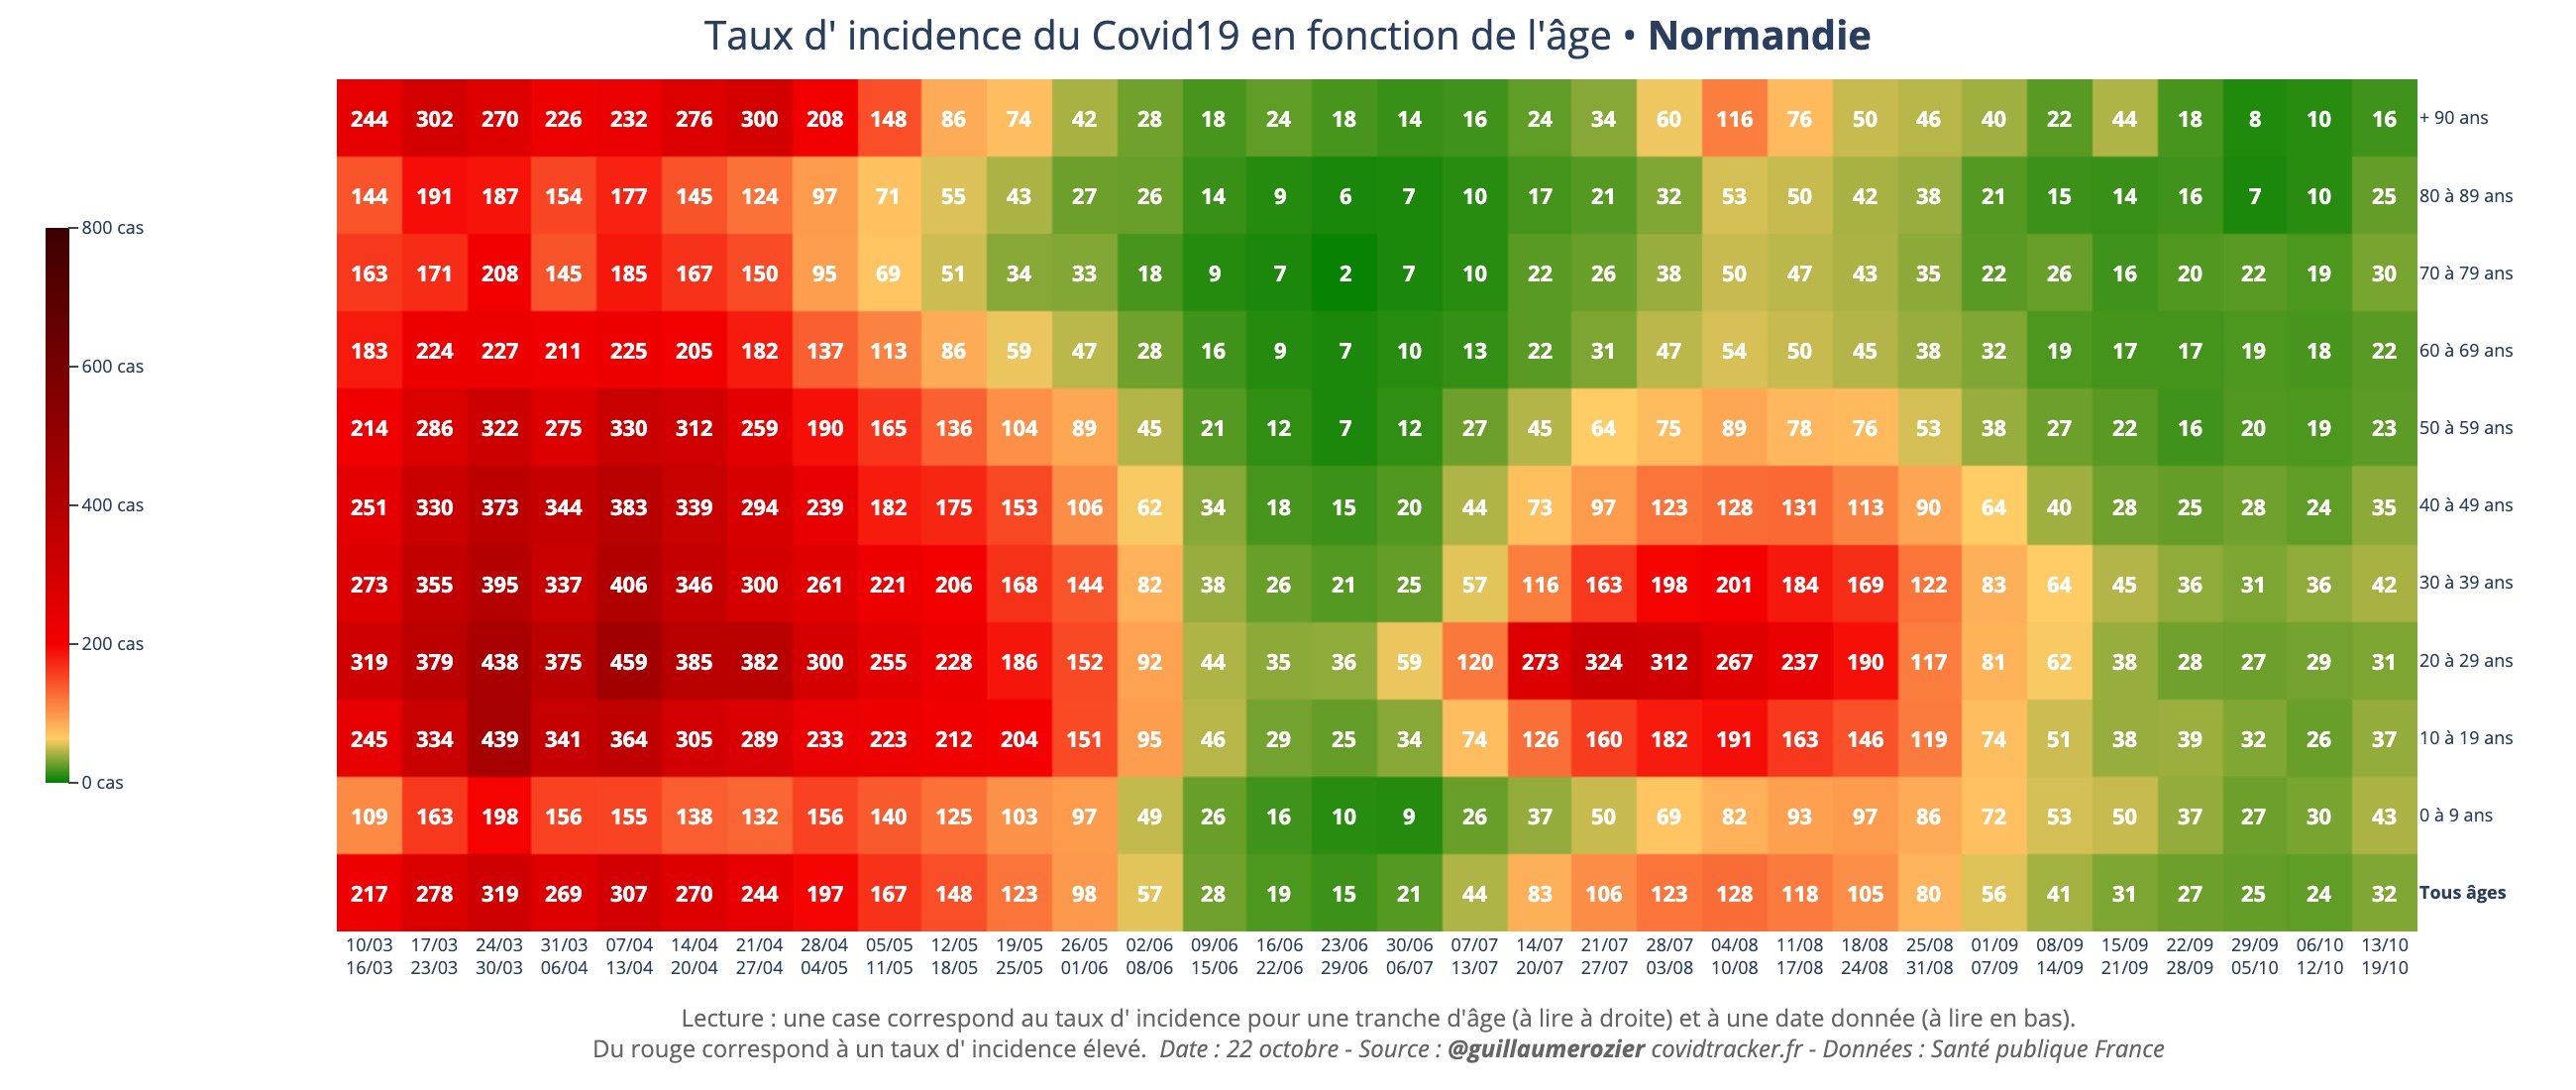 Taux d' incidence du Covid19 en fonction de l'âge • Normandie
800 cas
600 cas
400 cas
200 cas
0 cas
244 302 270 226 232 276 300 208 148 86 74 42 28 18 24 18 14 16 24 34 60 116 76 50 46 40 22 44 18 8 10 16 + 90 ans
144 191 187 154 177 145 124 97 71 55 43 27 26 14 9 6 7 10 17 21 32 53 50 42 38 21 15 14 16 7 10 25 80 à 89 ans
163 171 208 145 185 167 150 95 69 51 34 33 18 9 7 2 7 10 22 26 38 50 47 43 35 22 26 16 20 22 19 30 70 à 79 ans
183 224 227 211 225 205 182 137 113 86 59 47 28 16 9 7 10 13 22 31 47 54 50 45 38 32 19 17 17 19 18 22 60 à 69 ans
214 286 322 275 330 312 259 190 165 136 104 89 45 21 12 7 12 27 45 64 75 89 78 76 53 38 27 22 16 20 19 23 50 à 59 ans
251 330 373 344 383 339 294 239 182 175 153 106 62 34 18 15 20 44 73 97 123 128 131 113 90 64 40 28 25 28 24 35 40 à 49 ans
273 355 395 337 406 346 300 261 221 206 168 144 82 38 26 21 25 57 116 163 198 201 184 169 122 83 64 45 36 31 36 42 30 à 39 ans
319 379 438 375 459 385 382 300 255 228 186 152 92 44 35 36 59 120 273 324 312 267 237 190 117 81 62 38 28 27 29 31 20 à 29 ans
245 334 439 341 364 305 289 233 223 212 204 151 95 46 29 25 34 74 126 160 182 191 163 146 119 74 51 38 39 32 26 37 10 à 19 ans
109 163 198 156 155 138 132 156 140 125 103 97 49 26 16 10 9 26 37 50 69 82 93 97 86 72 53 50 37 27 30 43 0 à 9 ans
217 278 319 269 307 270 244 197 167 148 123 98 57 28 19 15 21 44 83 106 123 128 118 105 80 56 41 31 27 25 24 32 Tous âges
10/03 17/03 24/03 31/03 07/04 14/04 21/04 28/04 05/05 12/05 19/05 26/05 02/06 09/06 16/06 23/06 30/06 07/07 14/07 21/07 28/07 04/08 11/08 18/08 25/08 01/09 08/09 15/09 22/09 29/09 06/10 13/10
16/03 23/03 30/03 06/04 13/04 20/04 27/04 04/05 11/05 18/05 25/05 01/06 08/06 15/06 22/06 29/06 06/07 13/07 20/07 27/07 03/08 10/08 17/08 24/08 31/08 07/09 14/09 21/09 28/09 05/10 12/10 19/10
Lecture : une case correspond au taux d' incidence pour une tranche d'âge (à lire à droite) et à une date donnée (à lire en bas).
Du rouge correspond à un taux d' incidence élevé. Date : 22 octobre - Source : @guillaumerozier covidtracker.fr - Données : Santé publique France